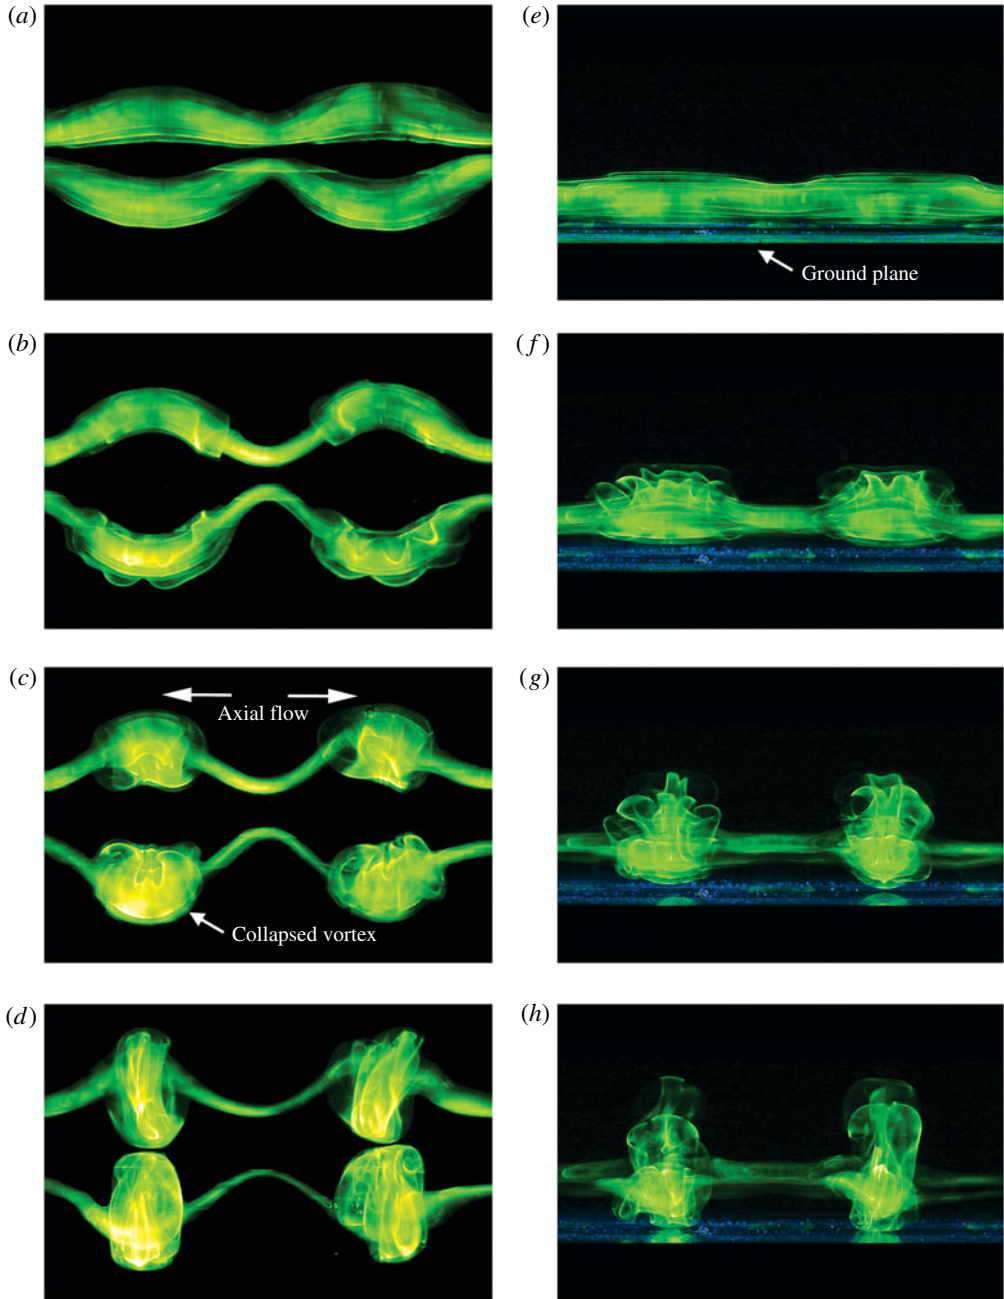 (a)
(e)
Ground plane
(b)
(f)
(c)
(g)
Axial flow
Collapsed vortex
(d)
(h)